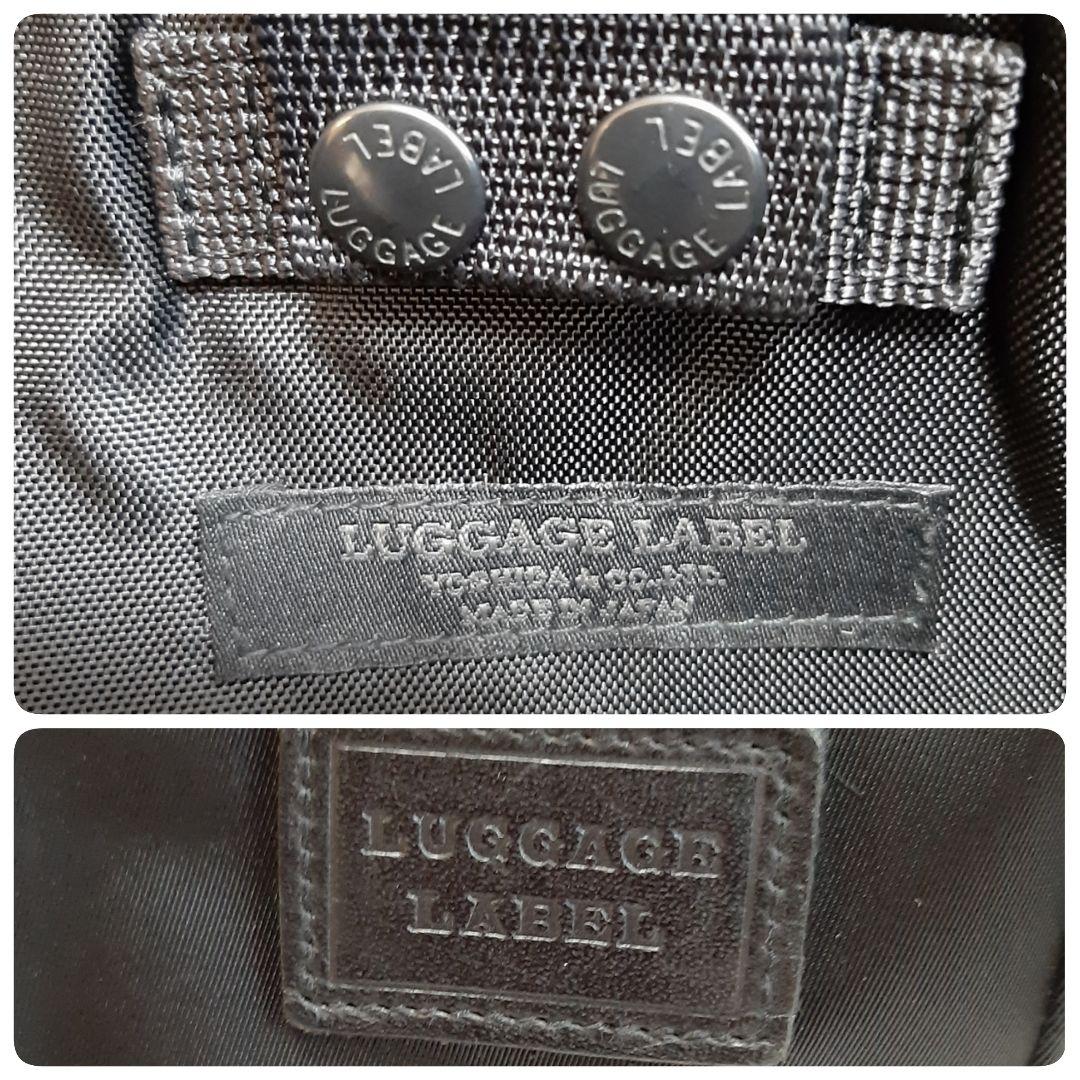 LUGGAGE LABEL
LUGGAGE LABEL
LUGGAGE LABEL
YOSHIDA ★ CO.,LTD.
MADE IN JAPAN
LUGGAGE
LABEL